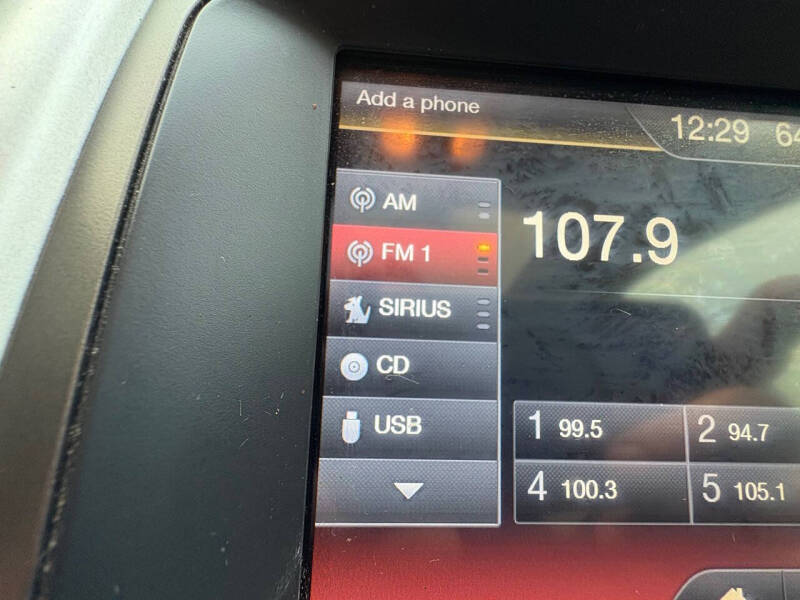 Add a phone
12:29 64
AM
FM 1
107.9
SIRIUS
CD
USB
1 99.5
2 94.7
4 100.3
5 105.1